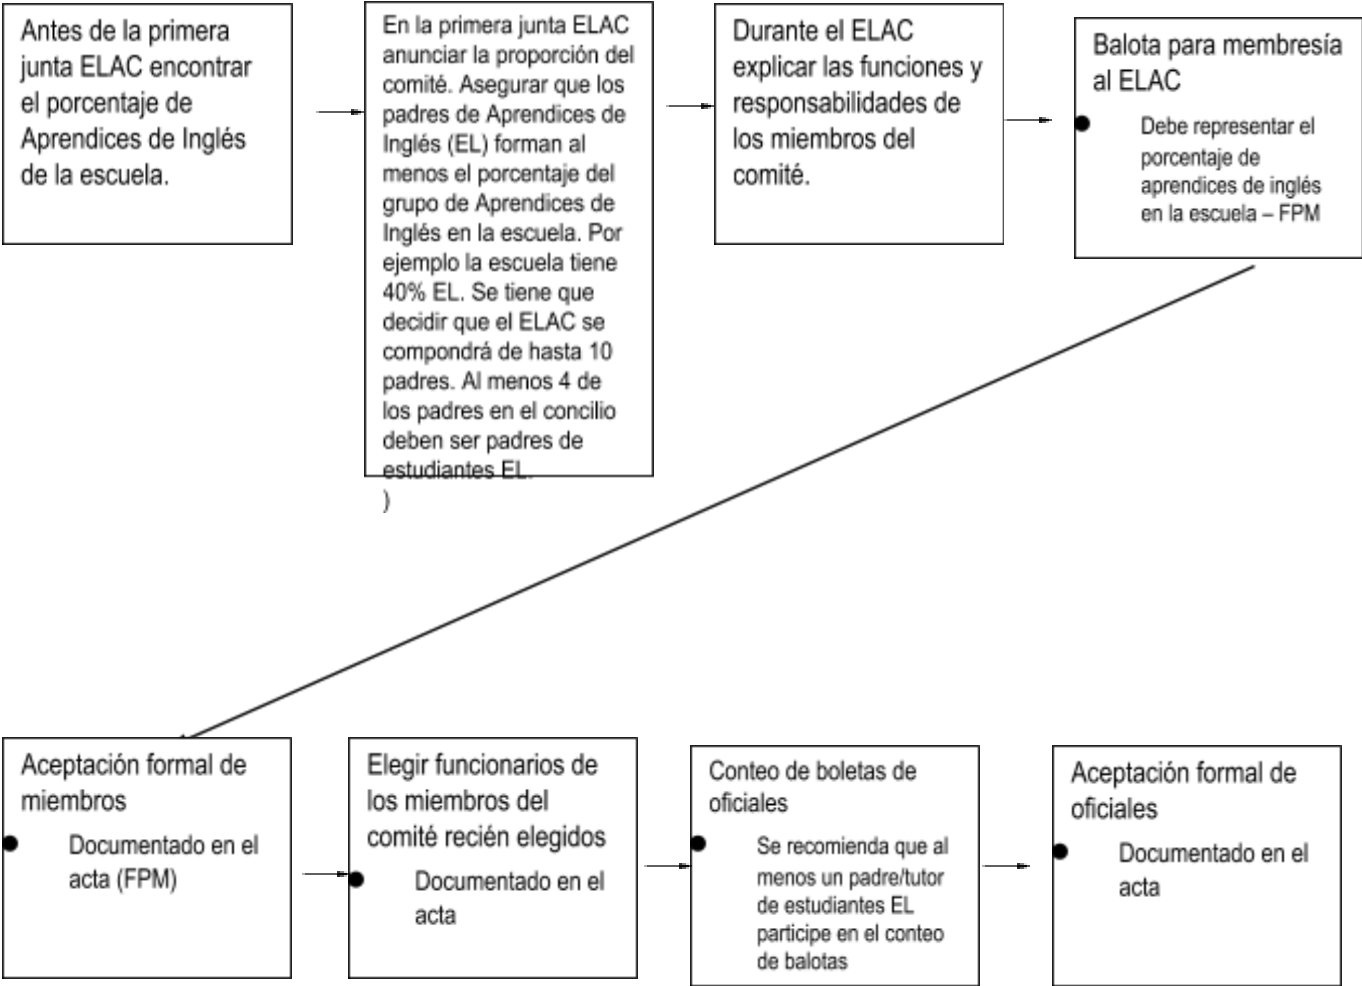 Antes de la primera
junta ELAC encontrar
el porcentaje de
Aprendices de Inglés
de la escuela.
En la primera junta ELAC
anunciar la proporción del
comité. Asegurar que los
padres de Aprendices de
Inglés (EL) forman al
menos el porcentaje del
grupo de Aprendices de
Inglés en la escuela. Por
ejemplo la escuela tiene
40% EL. Se tiene que
decidir que el ELAC se
compondrá de hasta 10
padres. Al menos 4 de
los padres en el concilio
deben ser padres de
estudiantes EL.
)
Durante el ELAC
explicar las funciones y
responsabilidades de
los miembros del
comité.
Balota para membresía
al ELAC
● Debe representar el
porcentaje de
aprendices de inglés
en la escuela – FPM
Aceptación formal de
miembros
● Documentado en el
acta (FPM)
Elegir funcionarios de
los miembros del
comité recién elegidos
● Documentado en el
acta
Conteo de boletas de
oficiales
● Se recomienda que al
menos un padre/tutor
de estudiantes EL
participe en el conteo
de balotas
Aceptación formal de
oficiales
● Documentado en el
acta